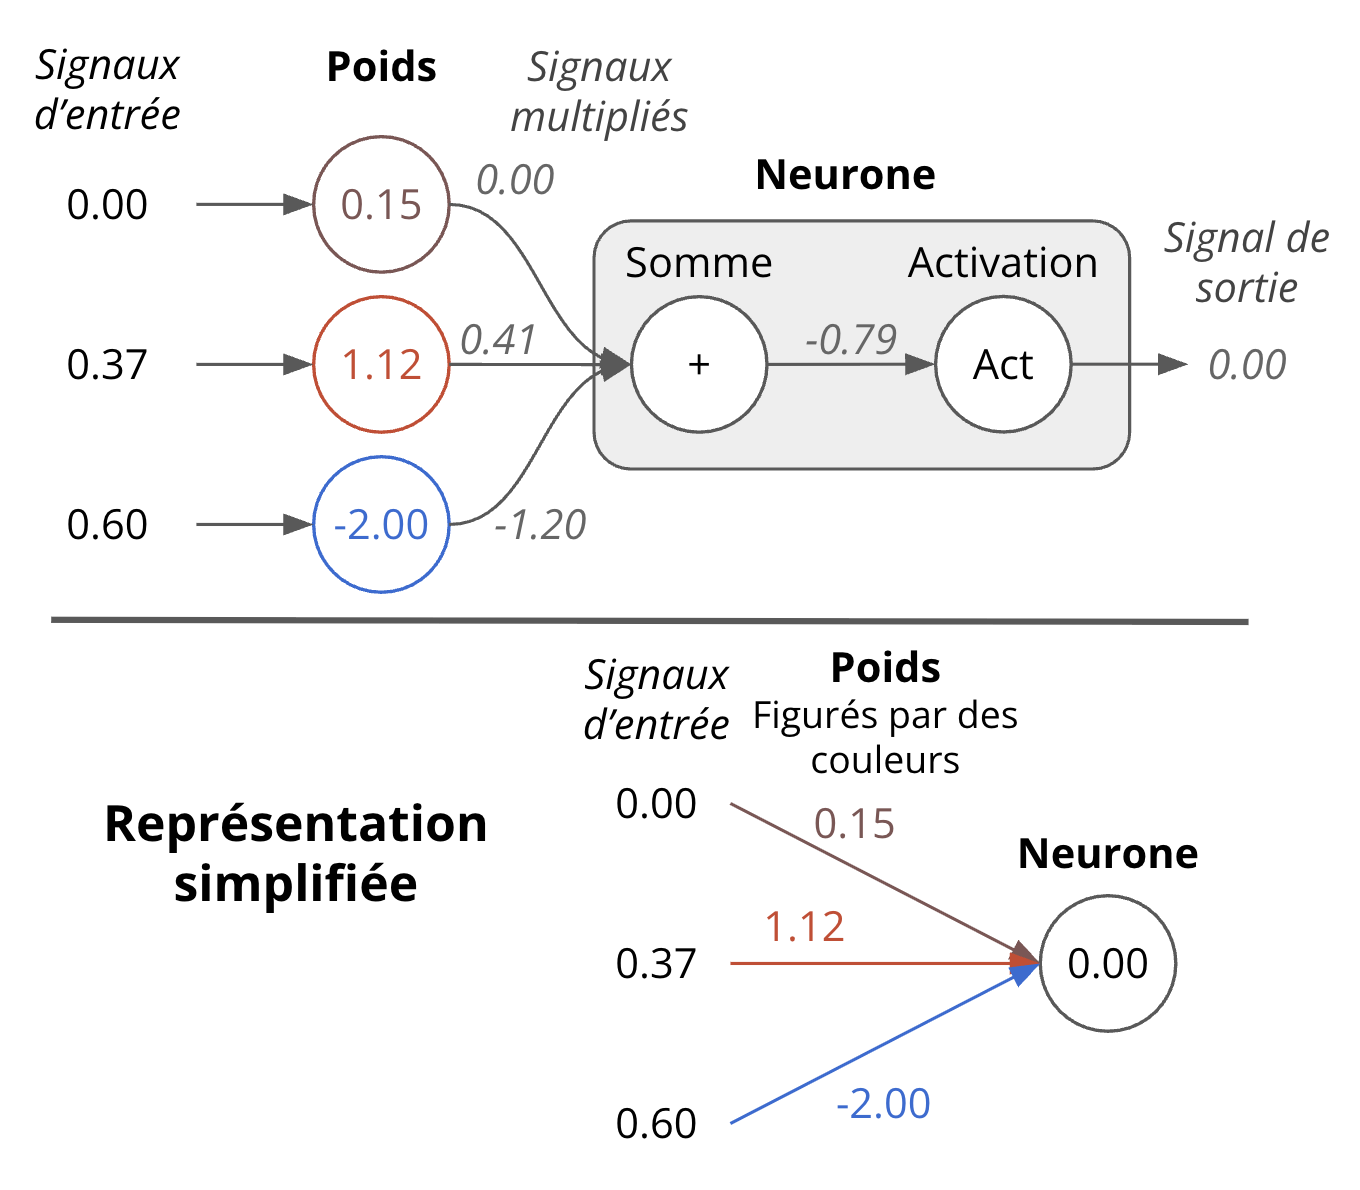 Signaux
d’entrée
Poids
Signaux
multipliés
Neurone
0.00
0.15
0.00
Signal de
sortie
Somme
Activation
0.37
1.12
0.41
+
-0.79
Act
0.00
0.60
-2.00
-1.20
Signaux
d’entrée
Poids
Figurés par des
couleurs
Représentation
simplifiée
0.00
0.15
Neurone
1.12
0.37
0.00
-2.00
0.60